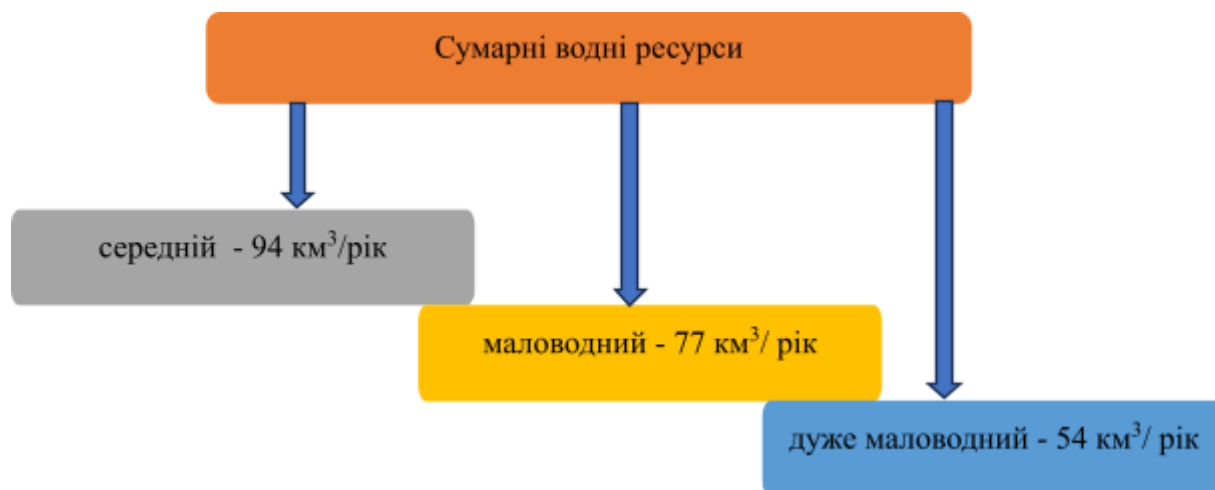 Сумарні водні ресурси
середній - 94 км³/рік
маловодний - 77 км³/ рік
дуже маловодний - 54 км³/ рік